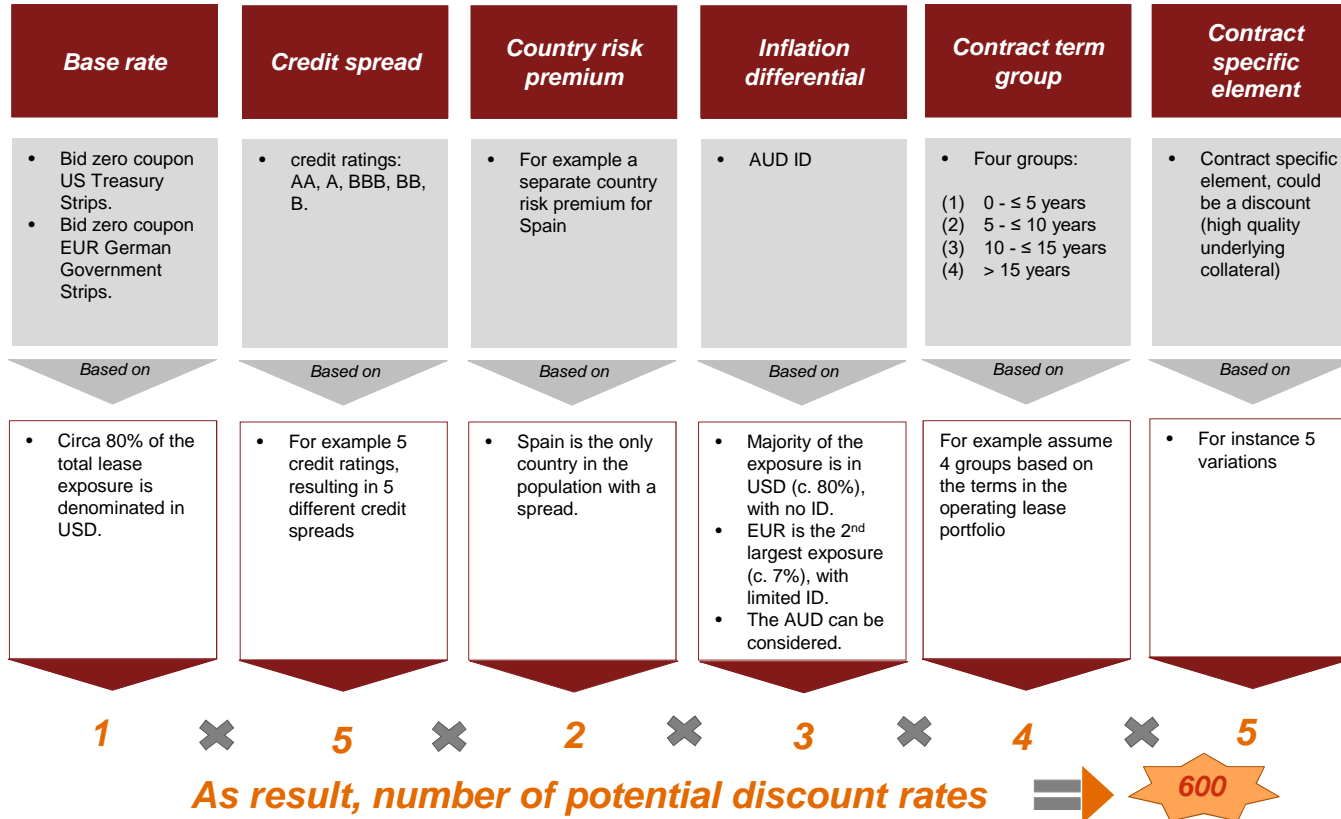 Base rate
Credit spread
Country risk
premium
Inflation
differential
Contract term
group
Contract
specific
element
• Bid zero coupon
US Treasury
Strips.
• Bid zero coupon
EUR German
Government
Strips.
• credit ratings:
AA, A, BBB, BB,
B.
• For example a
separate country
risk premium for
Spain
• AUD ID
• Four groups:
(1) 0 - ≤ 5 years
(2) 5 - ≤ 10 years
(3) 10 - ≤ 15 years
(4) > 15 years
• Contract specific
element, could
be a discount
(high quality
underlying
collateral)
Based on
Based on
Based on
Based on
Based on
Based on
• Circa 80% of the
total lease
exposure is
denominated in
USD.
• For example 5
credit ratings,
resulting in 5
different credit
spreads
• Spain is the only
country in the
population with a
spread.
• Majority of the
exposure is in
USD (c. 80%),
with no ID.
• EUR is the 2nd
largest exposure
(c. 7%), with
limited ID.
• The AUD can be
considered.
For example assume
4 groups based on
the terms in the
operating lease
portfolio
• For instance 5
variations
1 × 5 × 2 × 3 × 4 × 5
As result, number of potential discount rates = 600